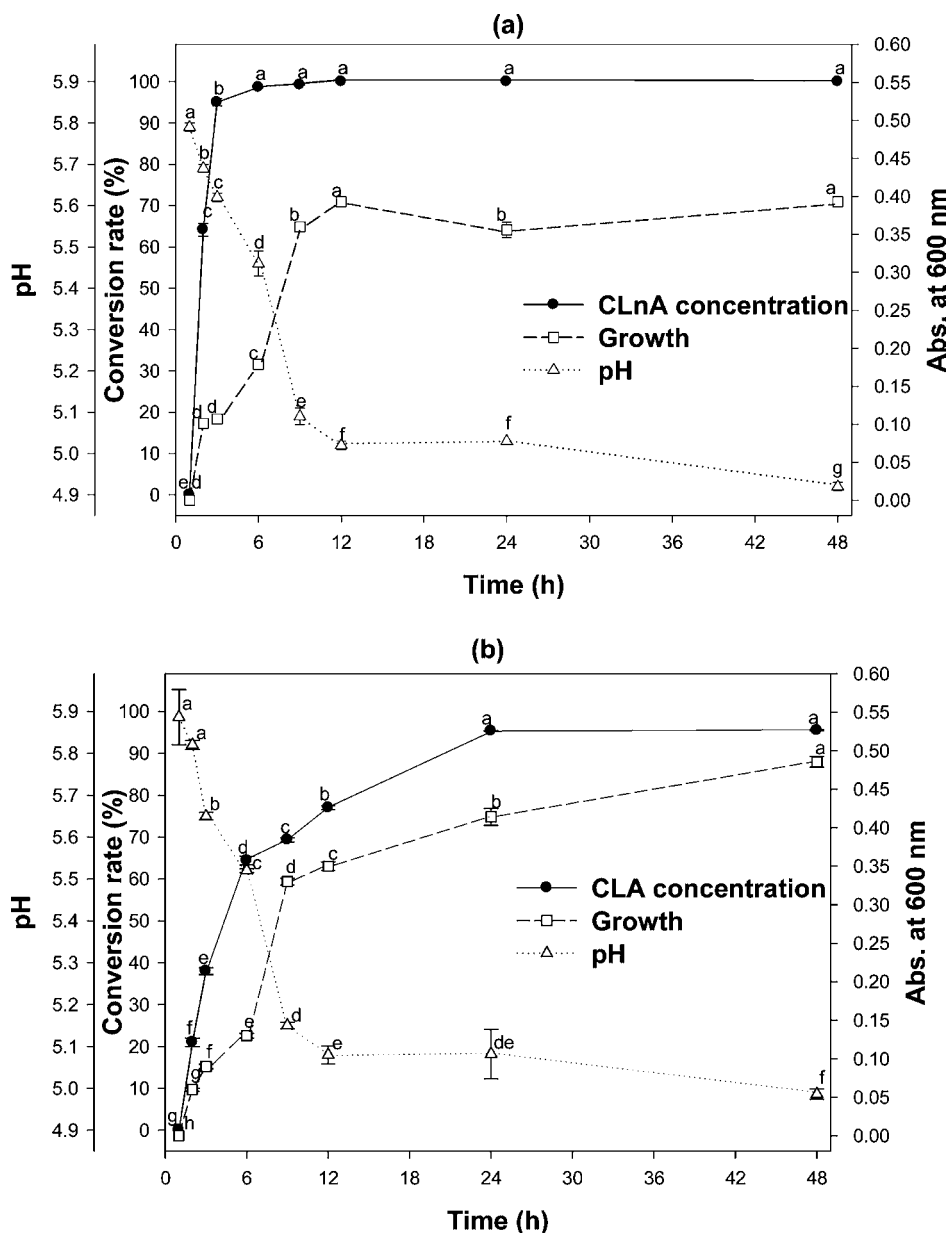 (a)
pH
5.9
5.8
5.7
5.6
5.5
5.4
5.3
5.2
5.1
5.0
4.9
Conversion rate (%)
100
90
80
70
60
50
40
30
20
10
0
a
b
c
d
e
f
f
g
e
c
b
a
a
a
a
a
d
d
d
c
b
a
b
a
CLnA concentration
Growth
pH
0.60
0.55
0.50
0.45
0.40
0.35
0.30
0.25
0.20
0.15
0.10
0.05
0.00
Abs. at 600 nm
0 6 12 18 24 30 36 42 48
Time (h)
(b)
pH
5.9
5.8
5.7
5.6
5.5
5.4
5.3
5.2
5.1
5.0
4.9
Conversion rate (%)
100
90
80
70
60
50
40
30
20
10
0
a
a
b
c
d
e
de
f
g
f
e
d
c
b
a
a
h
g
f
e
d
c
b
a
CLA concentration
Growth
pH
0.60
0.55
0.50
0.45
0.40
0.35
0.30
0.25
0.20
0.15
0.10
0.05
0.00
Abs. at 600 nm
0 6 12 18 24 30 36 42 48
Time (h)